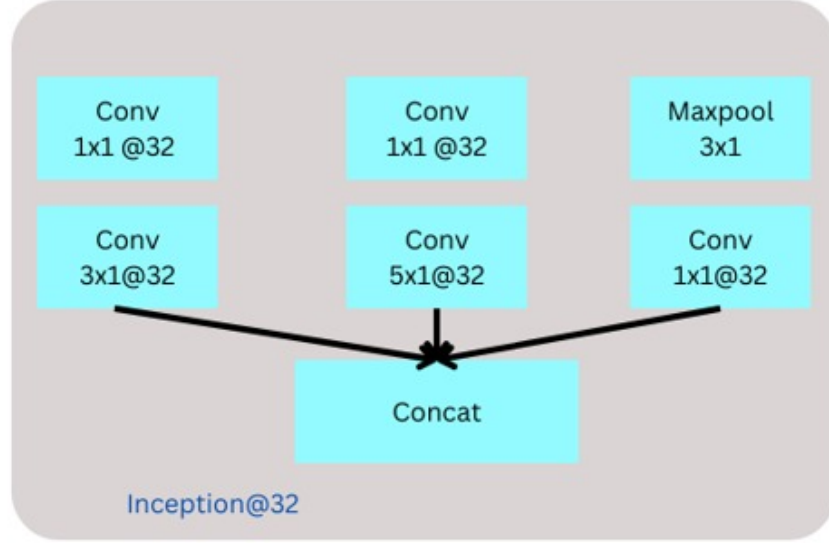 Conv
1x1 @32
Conv
1x1 @32
Maxpool
3x1
Conv
3x1@32
Conv
5x1@32
Conv
1x1@32
Concat
Inception@32